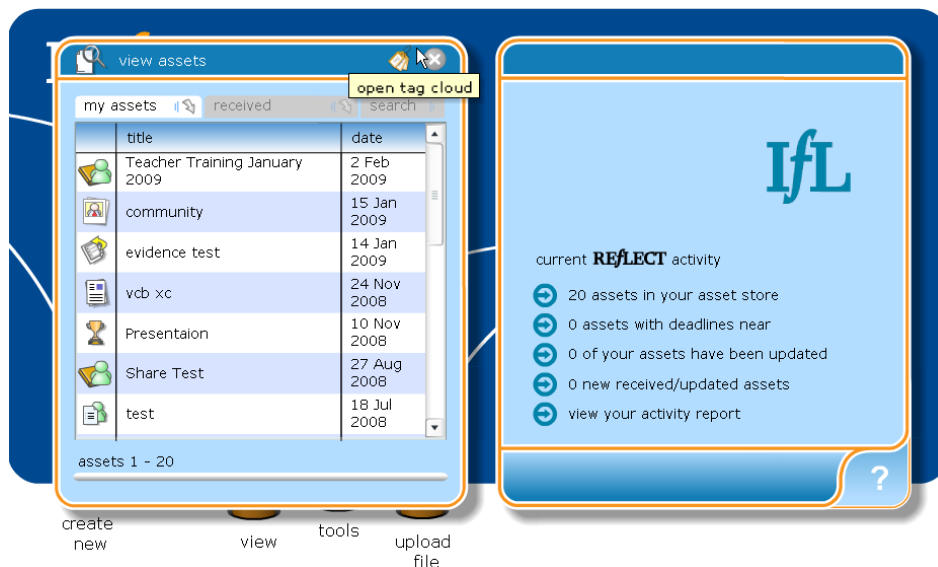 view assets
open tag cloud
my assets
received
search
title date
Teacher Training January 2 Feb
2009 2009
community 15 Jan
2009
evidence test 14 Jan
2009
vcb xc 24 Nov
2008
Presentaion 10 Nov
2008
Share Test 27 Aug
2008
test 18 Jul
2008
assets 1 - 20
IfL
current REfLECT activity
20 assets in your asset store
0 assets with deadlines near
0 of your assets have been updated
0 new received/updated assets
view your activity report
?
create
new
view
tools
upload
file